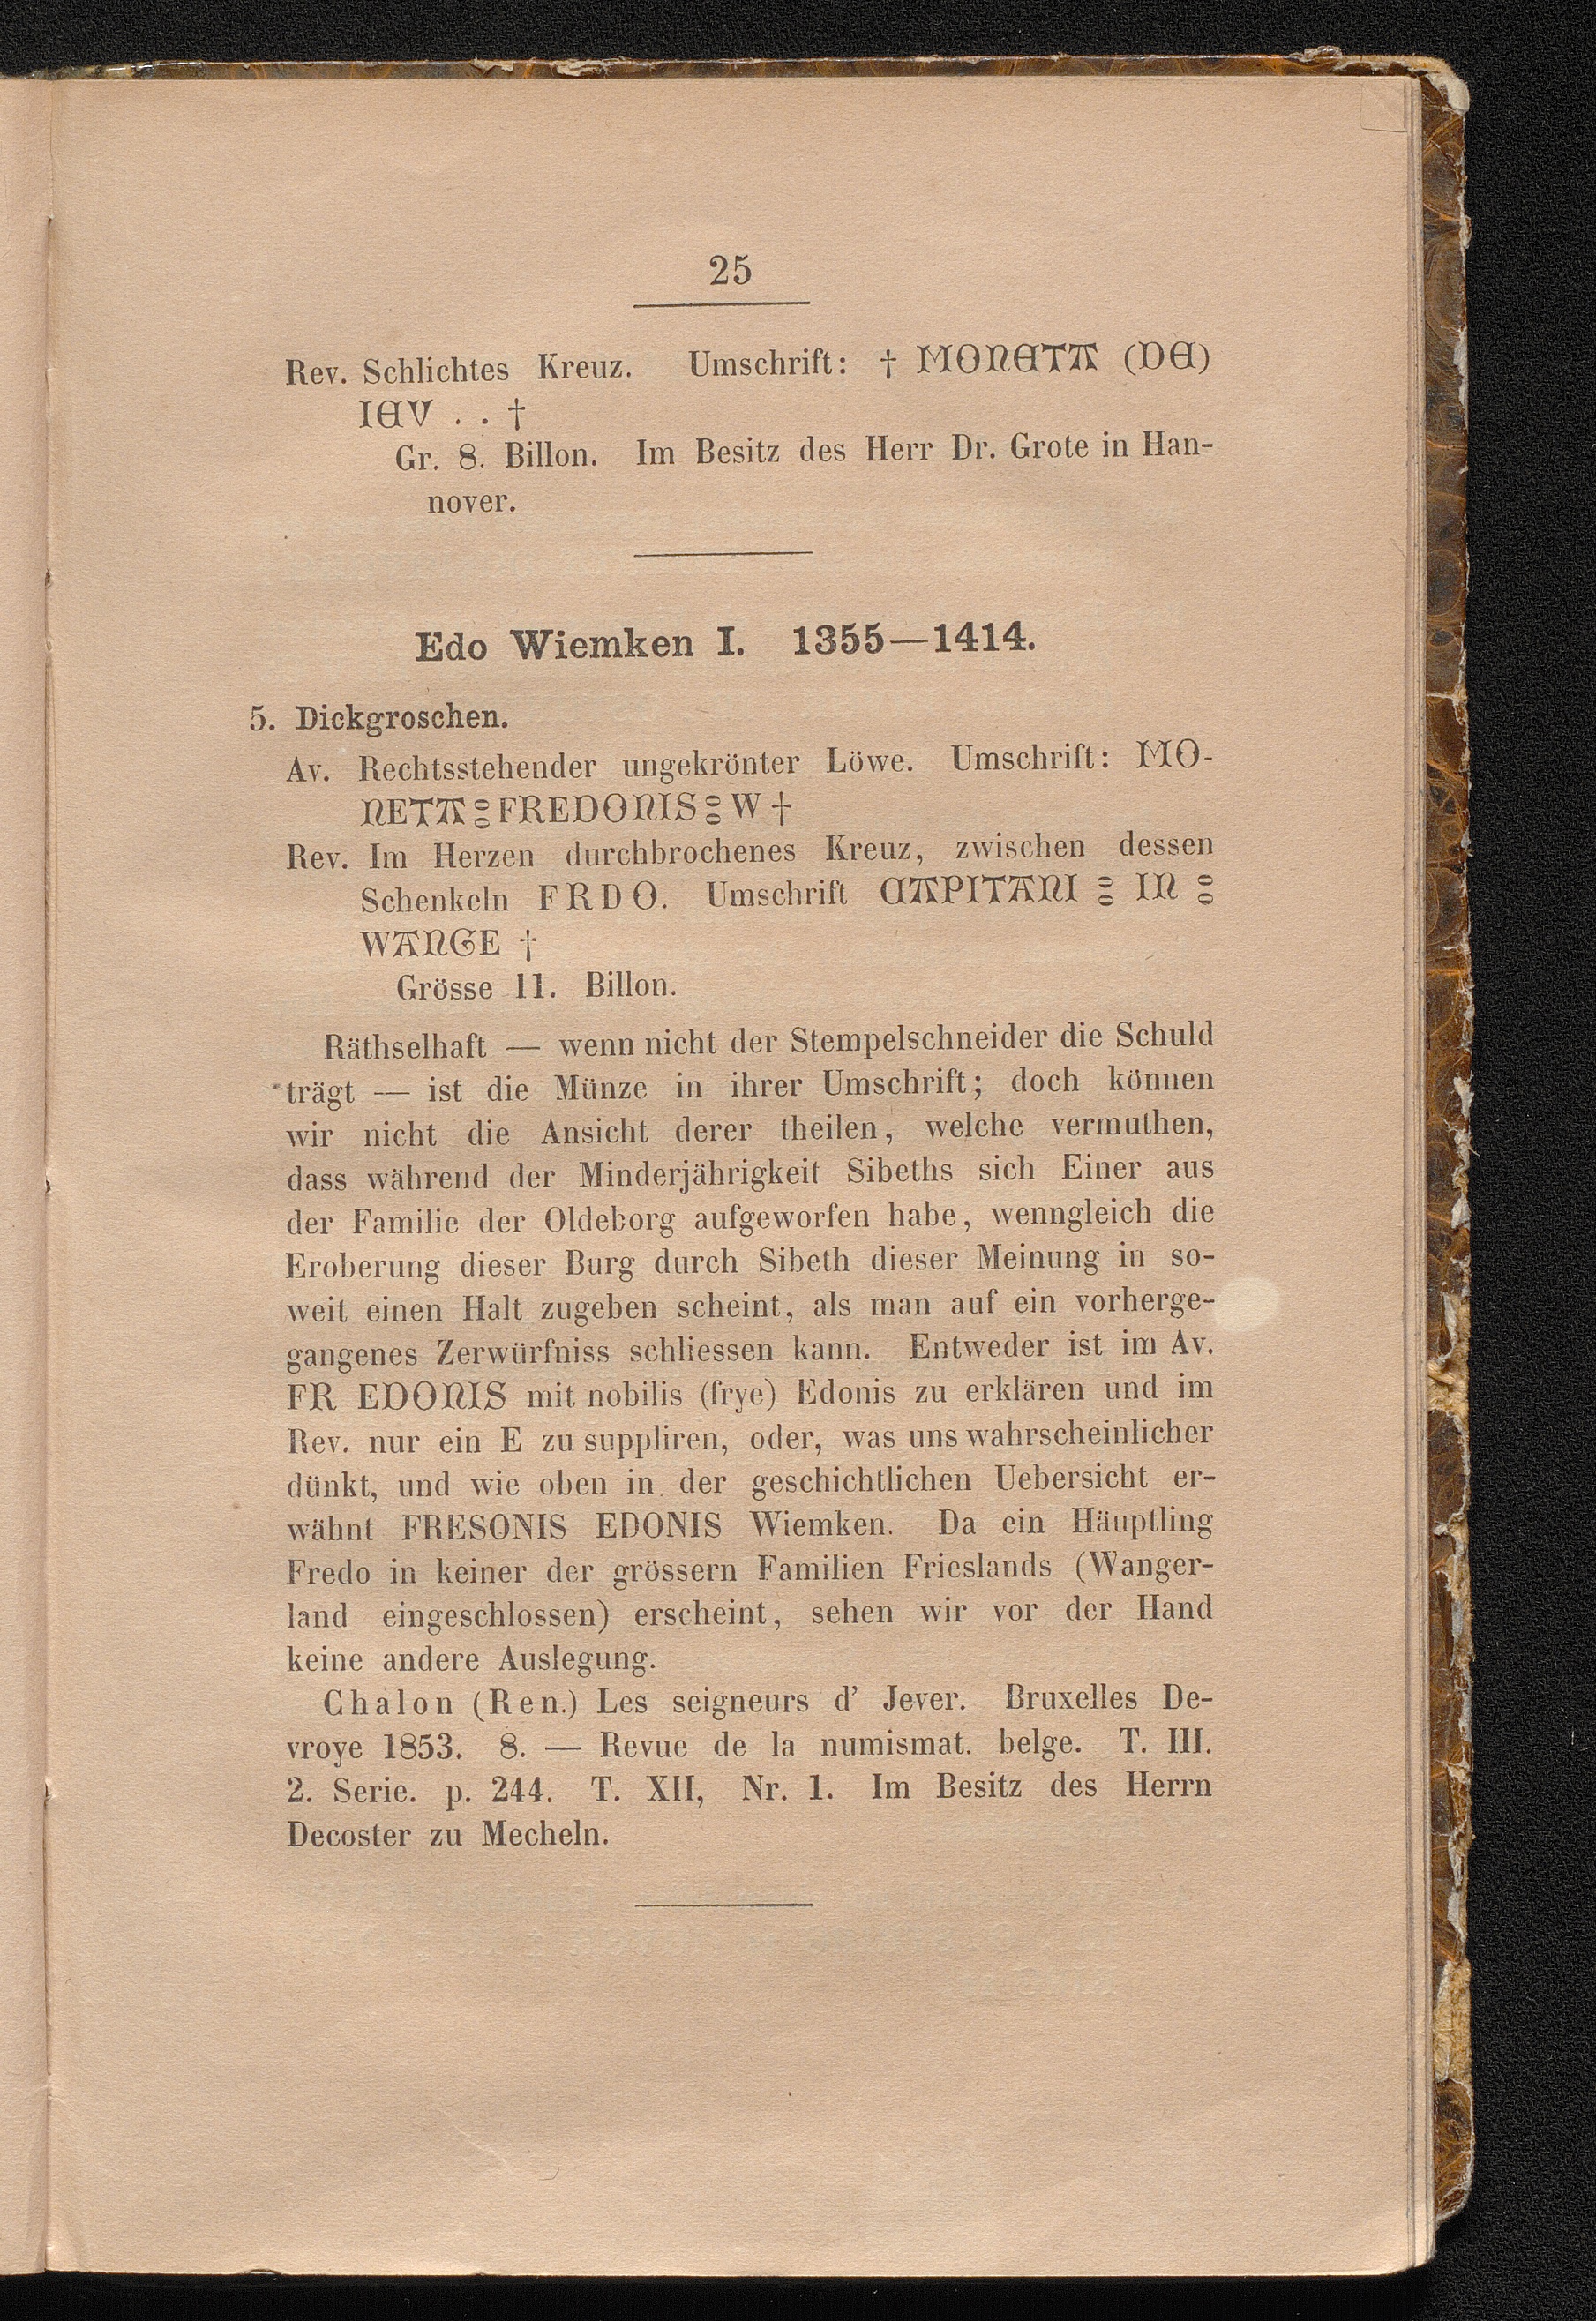 25
Rev. Schlichtes Kreuz. Umschrift: † MONETA (DE)
IEV . . †
Gr. 8. Billon. Im Besitz des Herr Dr. Grote in Han-
nover.
Edo Wiemken I. 1355—1414.
5. Dickgroschen.
Av. Rechtsstehender ungekrönter Löwe. Umschrift: MO-
NETA : FREDONIS : W †
Rev. Im Herzen durchbrochenes Kreuz, zwischen dessen
Schenkeln F R D O. Umschrift CAPITANI : IN :
WANGE †
Grösse 11. Billon.
Räthselhaft — wenn nicht der Stempelschneider die Schuld
trägt — ist die Münze in ihrer Umschrift; doch können
wir nicht die Ansicht derer theilen, welche vermuthen,
dass während der Minderjährigkeit Sibeths sich Einer aus
der Familie der Oldeborg aufgeworfen habe, wenngleich die
Eroberung dieser Burg durch Sibeth dieser Meinung in so-
weit einen Halt zugeben scheint, als man auf ein vorherge-
gangenes Zerwürfniss schliessen kann. Entweder ist im Av.
FR EDONIS mit nobilis (frye) Edonis zu erklären und im
Rev. nur ein E zu suppliren, oder, was uns wahrscheinlicher
dünkt, und wie oben in der geschichtlichen Uebersicht er-
wähnt FRESONIS EDONIS Wiemken. Da ein Häuptling
Fredo in keiner der grössern Familien Frieslands (Wanger-
land eingeschlossen) erscheint, sehen wir vor der Hand
keine andere Auslegung.
Chalon (Ren.) Les seigneurs d' Jever. Bruxelles De-
vroye 1853. 8. — Revue de la numismat. belge. T. III.
2. Serie. p. 244. T. XII, Nr. 1. Im Besitz des Herrn
Decoster zu Mecheln.